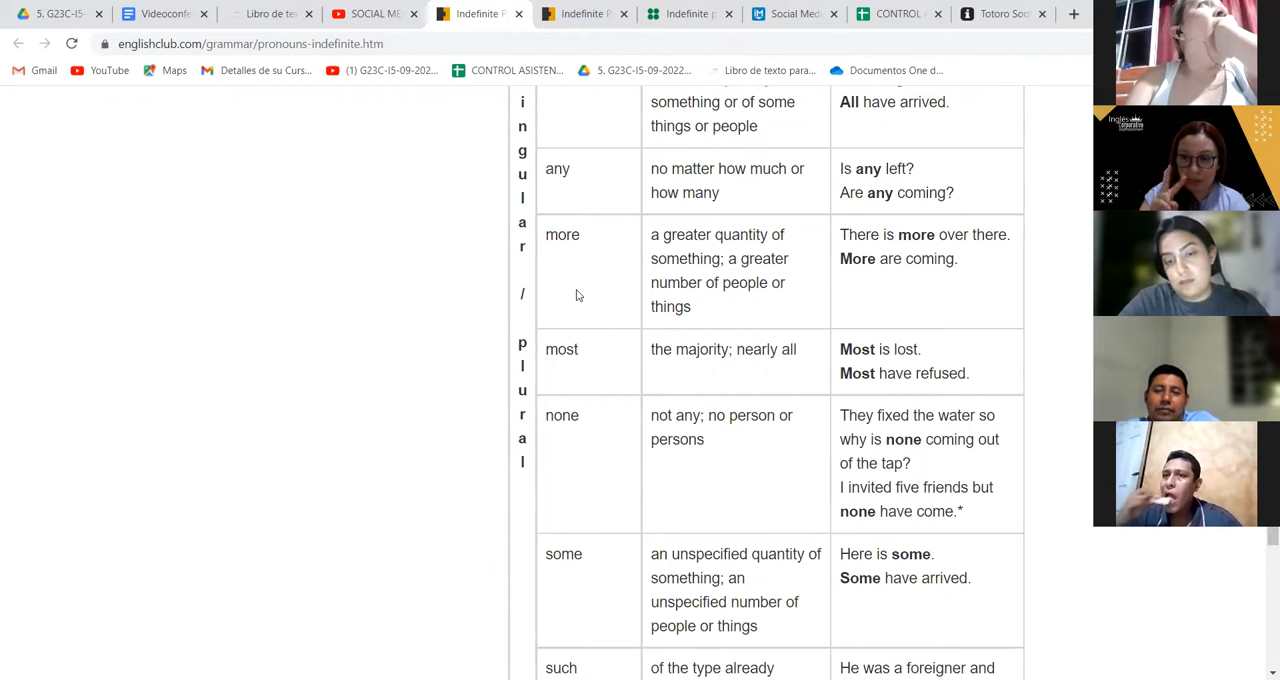 5. G23C-I5-
Videoconfe
Libro de te
SOCIAL ME
Indefinite P
Indefinite P
Indefinite p
Social Med
CONTROL A
Totoro Soo
englishclub.com/grammar/pronouns-indefinite.htm
Gmail
YouTube
Maps
Detalles de su Curs...
(1) G23C-I5-09-202...
CONTROL ASISTEN...
5. G23C-I5-09-2022...
Libro de texto para...
Documentos One d...
i
n
g
u
l
a
r
/
p
l
u
r
a
l
something or of some
things or people
All have arrived.
any
no matter how much or
how many
Is any left?
Are any coming?
more
a greater quantity of
something; a greater
number of people or
things
There is more over there.
More are coming.
most
the majority; nearly all
Most is lost.
Most have refused.
none
not any; no person or
persons
They fixed the water so
why is none coming out
of the tap?
I invited five friends but
none have come.*
some
an unspecified quantity of
something; an
unspecified number of
people or things
Here is some.
Some have arrived.
such
of the type already
He was a foreigner and
Inglés
Corporativo